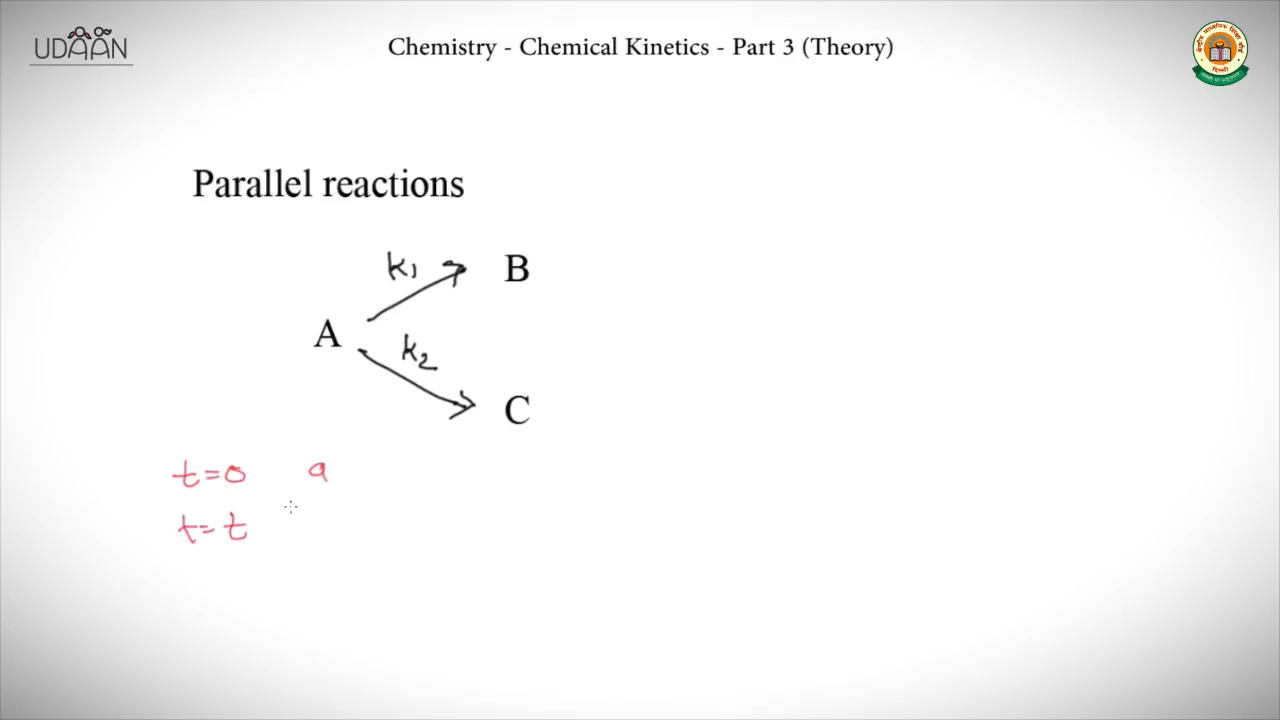 UDAAN
Chemistry - Chemical Kinetics - Part 3 (Theory)
Parallel reactions
k1
B
A
k2
C
t=0 a
t=t